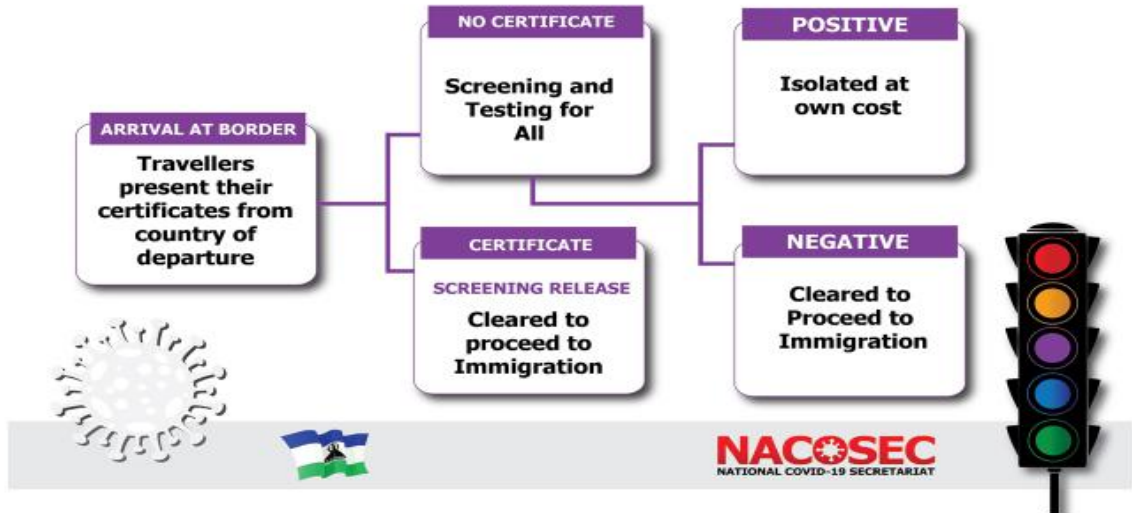 ARRIVAL AT BORDER
Travellers
present their
certificates from
country of
departure
NO CERTIFICATE
Screening and
Testing for
All
CERTIFICATE
SCREENING RELEASE
Cleared to
proceed to
Immigration
POSITIVE
Isolated at
own cost
NEGATIVE
Cleared to
Proceed to
Immigration
NACOSEC
NATIONAL COVID-19 SECRETARIAT